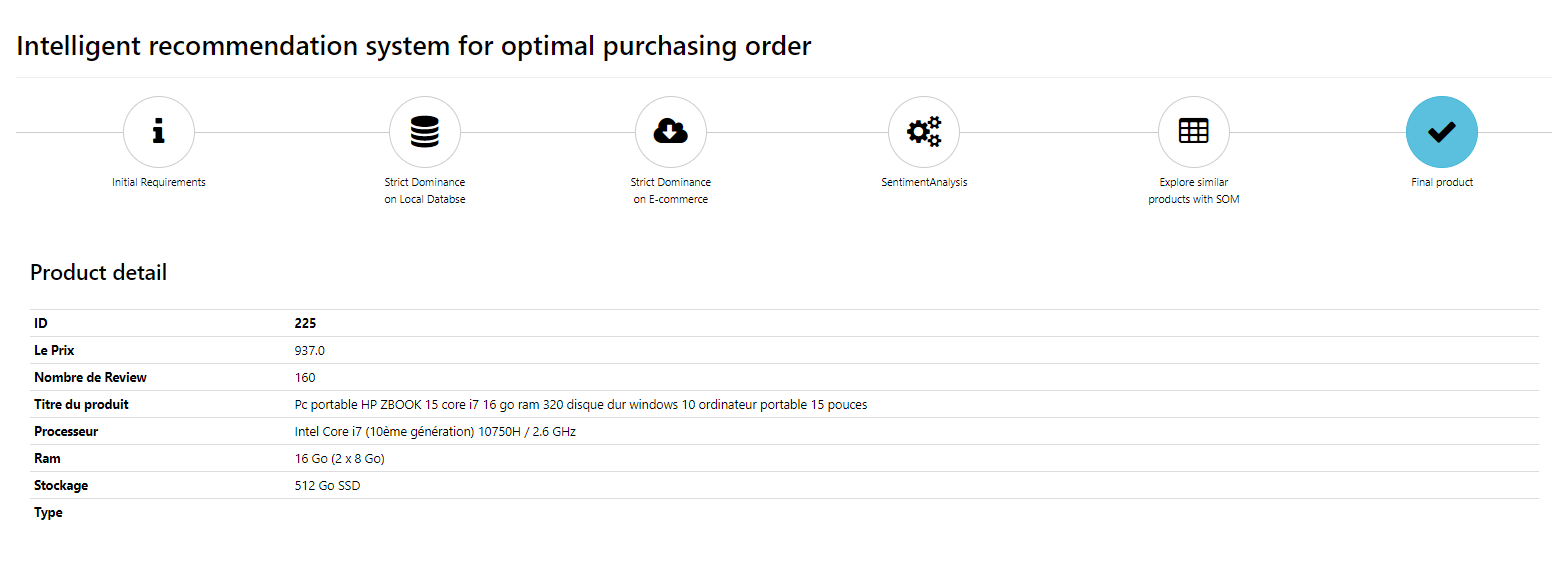 Intelligent recommendation system for optimal purchasing order
Initial Requirements
Strict Dominance
on Local Databse
Strict Dominance
on E-commerce
SentimentAnalysis
Explore similar
products with SOM
Final product
Product detail
ID 225
Le Prix 937.0
Nombre de Review 160
Titre du produit Pc portable HP ZBOOK 15 core i7 16 go ram 320 disque dur windows 10 ordinateur portable 15 pouces
Processeur Intel Core i7 (10ème génération) 10750H / 2.6 GHz
Ram 16 Go (2 x 8 Go)
Stockage 512 Go SSD
Type